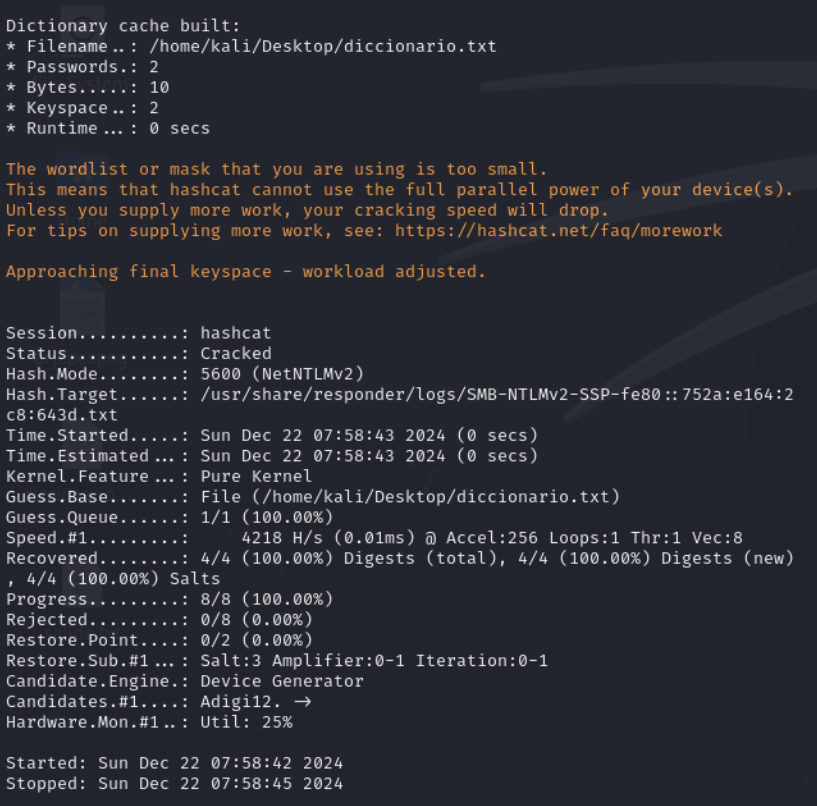 Dictionary cache built:
* Filename..: /home/kali/Desktop/diccionario.txt
* Passwords.: 2
* Bytes.....: 10
* Keyspace..: 2
* Runtime...: 0 secs
The wordlist or mask that you are using is too small.
This means that hashcat cannot use the full parallel power of your device(s).
Unless you supply more work, your cracking speed will drop.
For tips on supplying more work, see: https://hashcat.net/faq/morework
Approaching final keyspace - workload adjusted.
Session..........: hashcat
Status...........: Cracked
Hash.Mode........: 5600 (NetNTLMv2)
Hash.Target......: /usr/share/responder/logs/SMB-NTLMv2-SSP-fe80::752a:e164:2
c8:643d.txt
Time.Started.....: Sun Dec 22 07:58:43 2024 (0 secs)
Time.Estimated...: Sun Dec 22 07:58:43 2024 (0 secs)
Kernel.Feature...: Pure Kernel
Guess.Base.......: File (/home/kali/Desktop/diccionario.txt)
Guess.Queue......: 1/1 (100.00%)
Speed.#1.........:     4218 H/s (0.01ms) @ Accel:256 Loops:1 Thr:1 Vec:8
Recovered........: 4/4 (100.00%) Digests (total), 4/4 (100.00%) Digests (new)
, 4/4 (100.00%) Salts
Progress.........: 8/8 (100.00%)
Rejected.........: 0/8 (0.00%)
Restore.Point....: 0/2 (0.00%)
Restore.Sub.#1...: Salt:3 Amplifier:0-1 Iteration:0-1
Candidate.Engine.: Device Generator
Candidates.#1....: Adigi12. ->
Hardware.Mon.#1..: Util: 25%
Started: Sun Dec 22 07:58:42 2024
Stopped: Sun Dec 22 07:58:45 2024